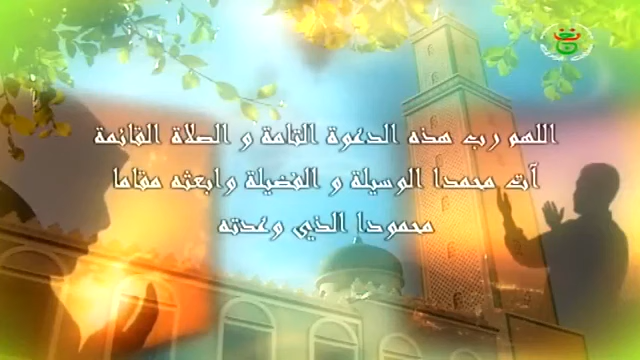 اللهم رب هذه الدعوة التامة و الصلاة القائمة
آت محمدا الوسيلة و الفضيلة وابعثه مقاما
محمودا الذي وعدته